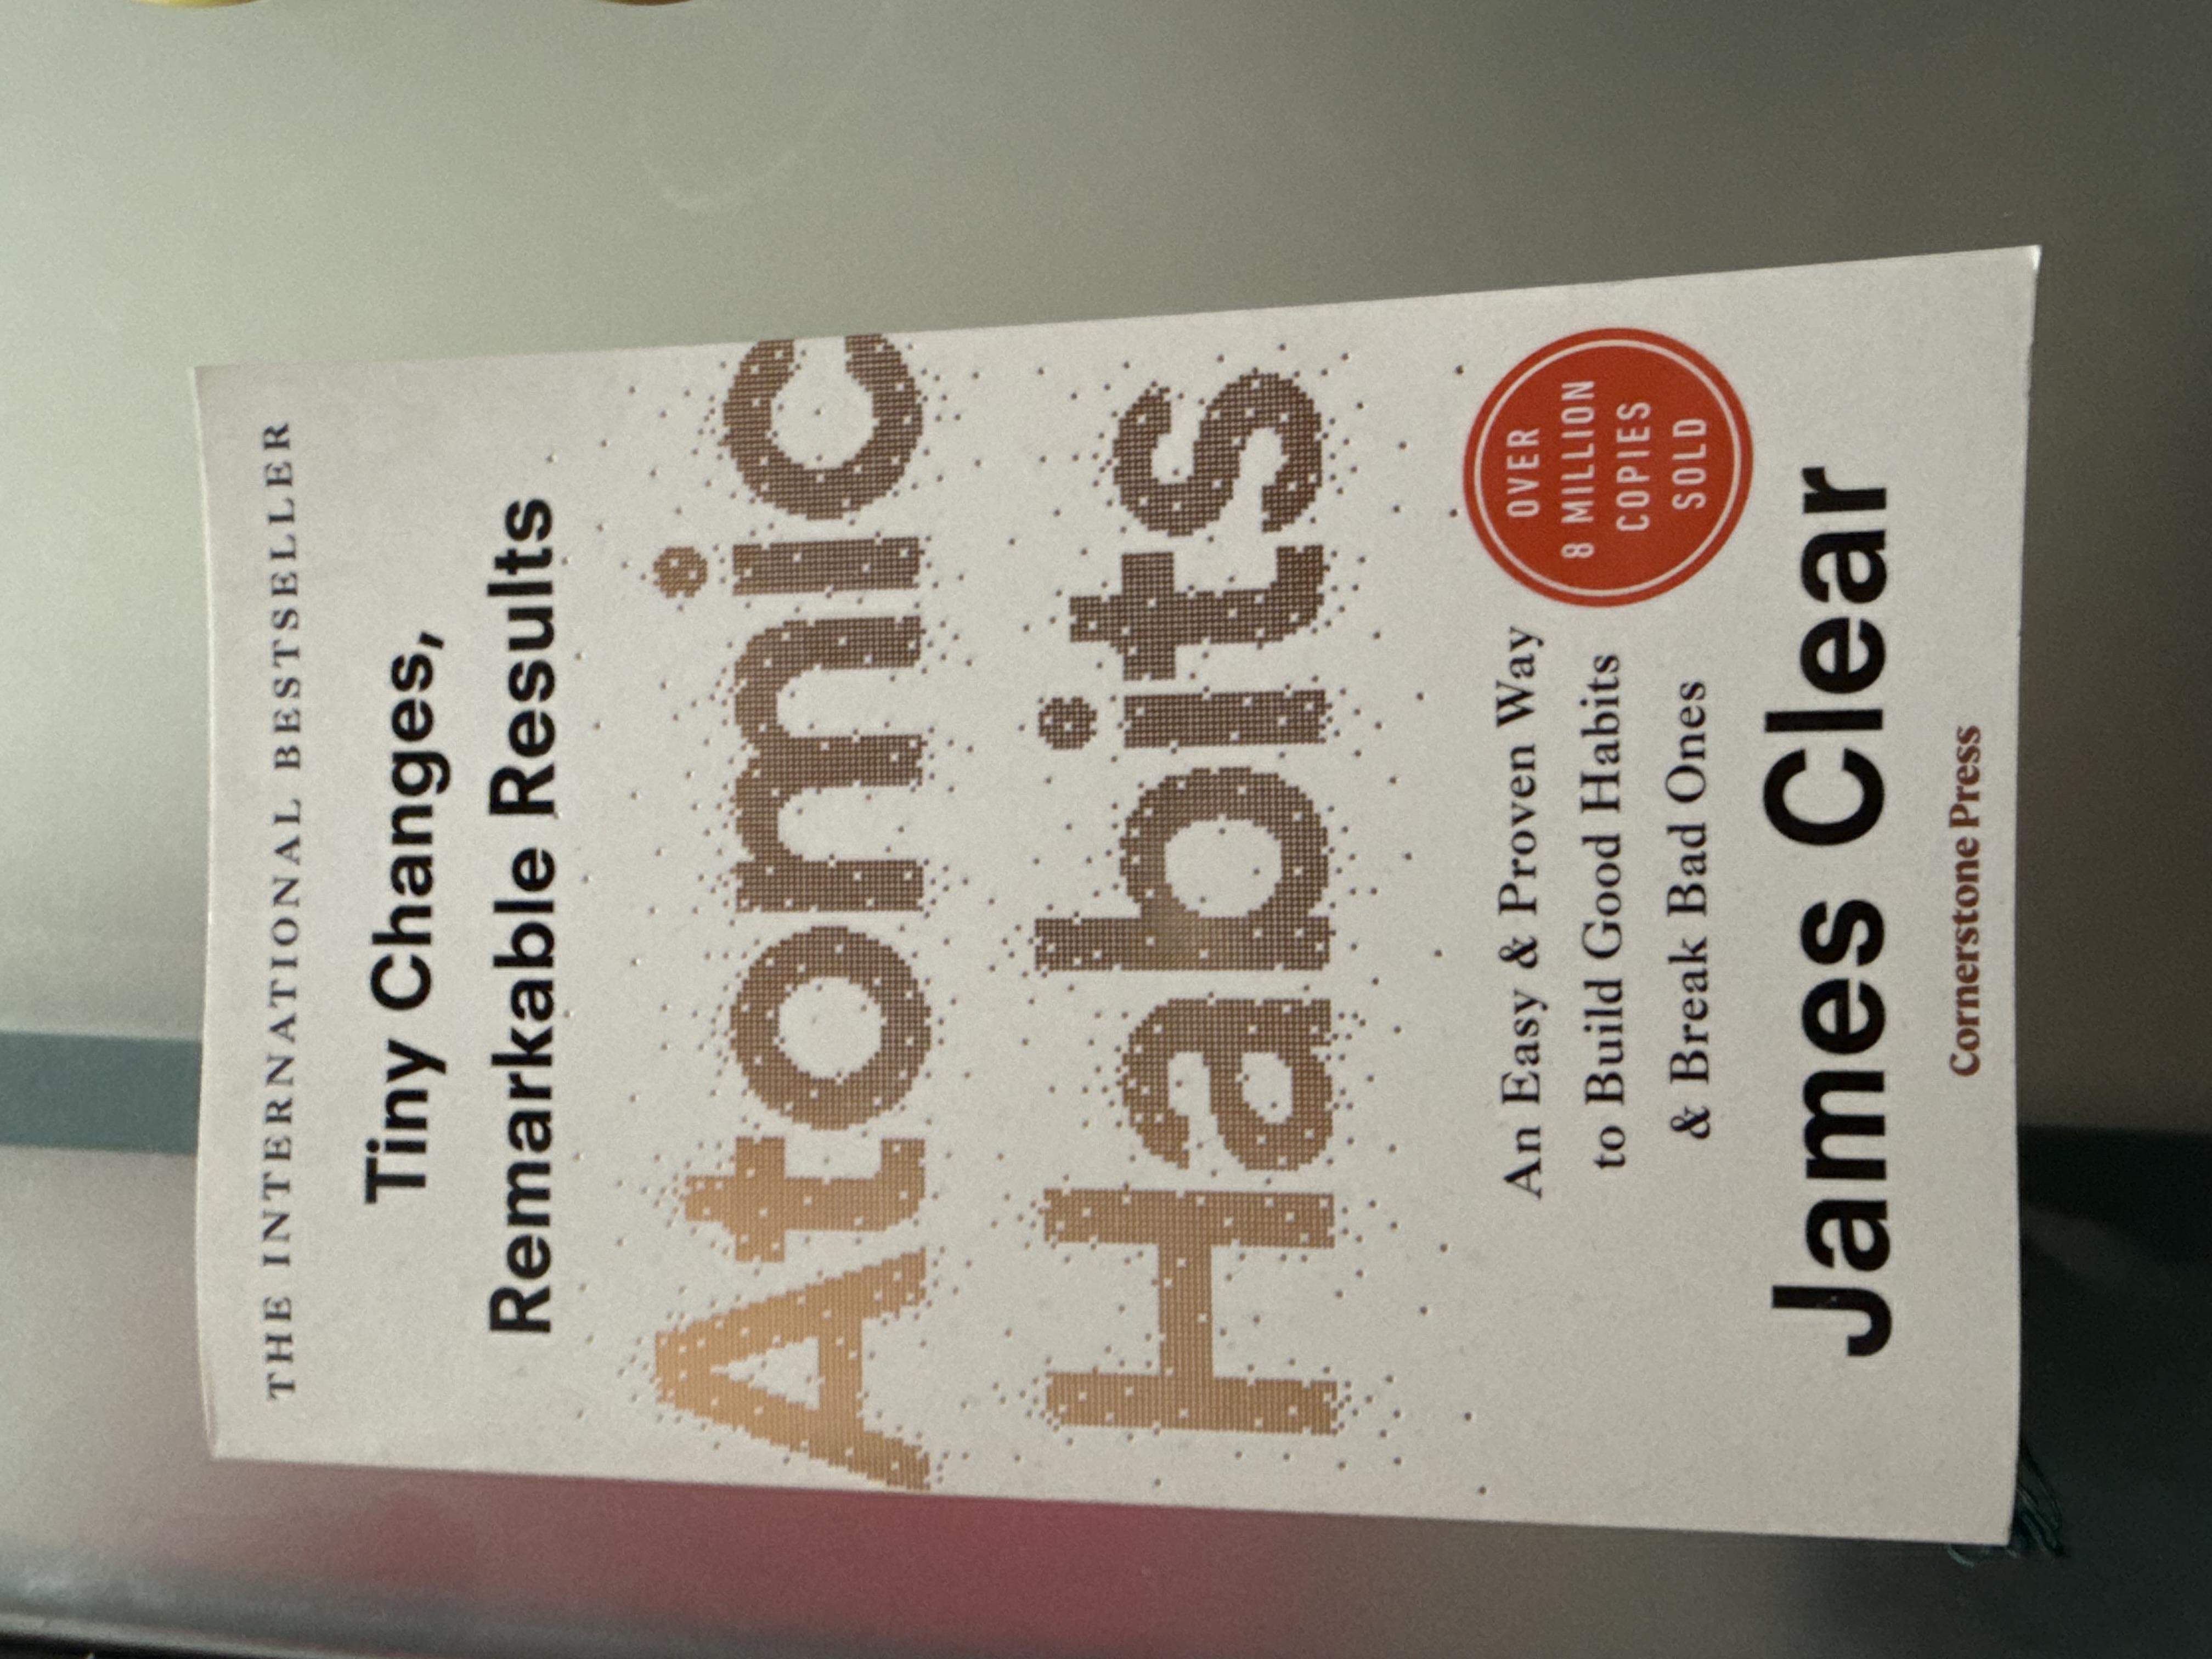 THE INTERNATIONAL BESTSELLER
Tiny Changes,
Remarkable Results
Atomic
Habits
An Easy & Proven Way
to Build Good Habits
& Break Bad Ones
OVER
8 MILLION
COPIES
SOLD
James Clear
Cornerstone Press